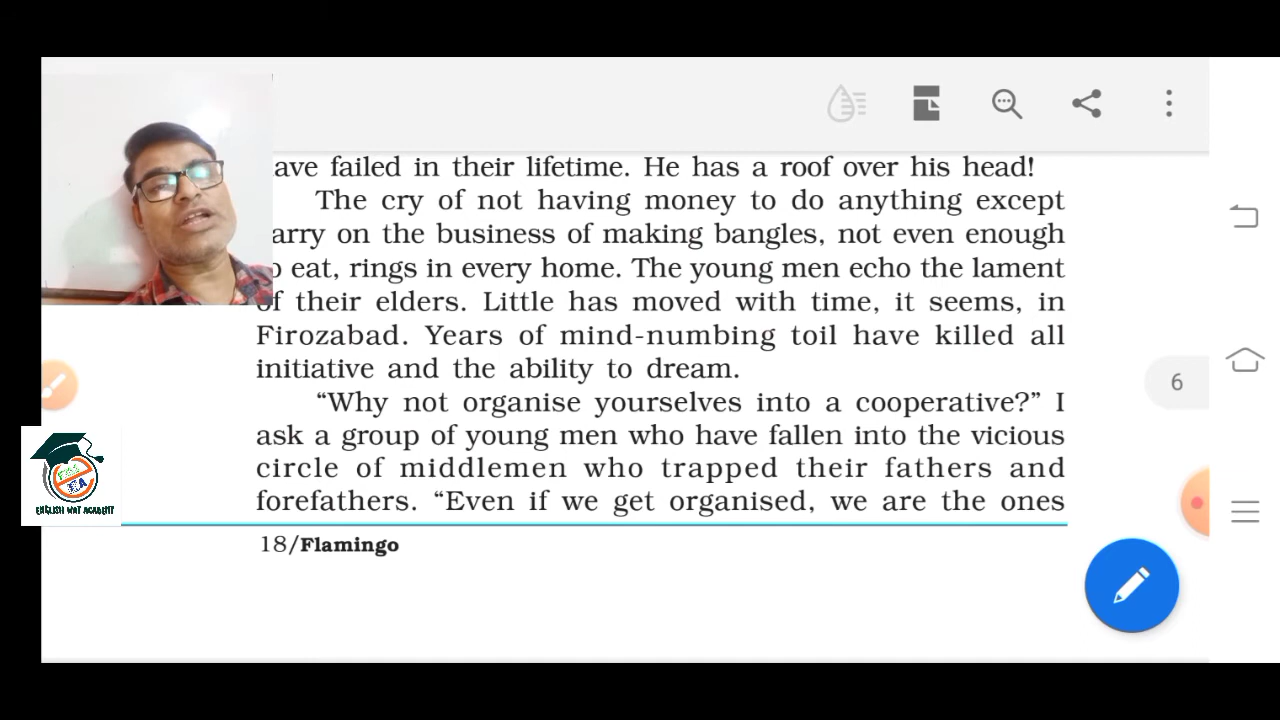 ave failed in their lifetime. He has a roof over his head!
The cry of not having money to do anything except
arry on the business of making bangles, not even enough
o eat, rings in every home. The young men echo the lament
of their elders. Little has moved with time, it seems, in
Firozabad. Years of mind-numbing toil have killed all
initiative and the ability to dream.
“Why not organise yourselves into a cooperative?” I
ask a group of young men who have fallen into the vicious
circle of middlemen who trapped their fathers and
forefathers. “Even if we get organised, we are the ones
18/Flamingo
6
ENGLISH WAY ACADEMY